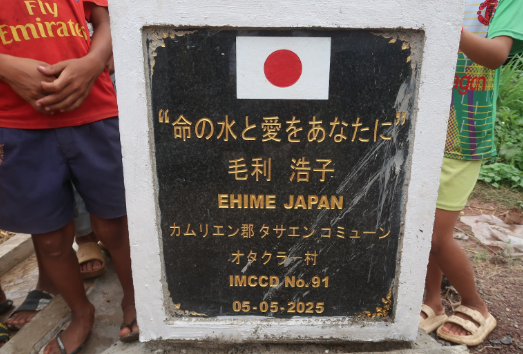 Emirates
"命の水と愛をあなたに"
毛利 浩子
EHIME JAPAN
カムリエン郡 タサエン コミューン
オタクラー村
IMCCD No.91
05-05-2025